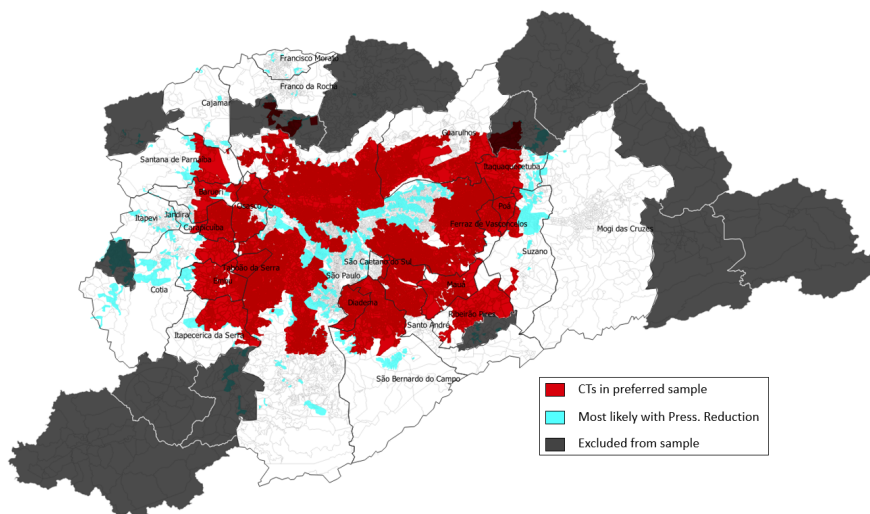 Francisco Morato
Franco da Rocha
Cajamar
Guarulhos
Santana de Parnaíba
Itaquaquecetuba
Barueri
Osasco
Poá
Jandira
Itapevi
Carapicuíba
Ferraz de Vasconcelos
Mogi das Cruzes
Suzano
São Caetano do Sul
Taboão da Serra
São Paulo
Embu
Mauá
Cotia
Diadema
Ribeirão Pires
Santo André
Itapecerica da Serra
São Bernardo do Campo
CTs in preferred sample
Most likely with Press. Reduction
Excluded from sample